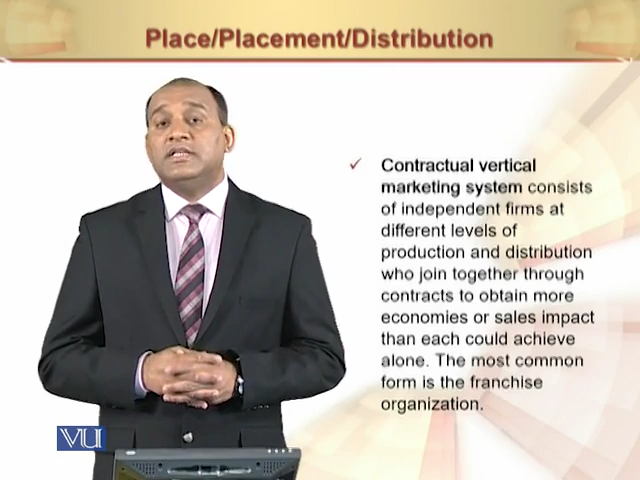 Place/Placement/Distribution
✓ Contractual vertical
marketing system consists
of independent firms at
different levels of
production and distribution
who join together through
contracts to obtain more
economies or sales impact
than each could achieve
alone. The most common
form is the franchise
organization.
VU